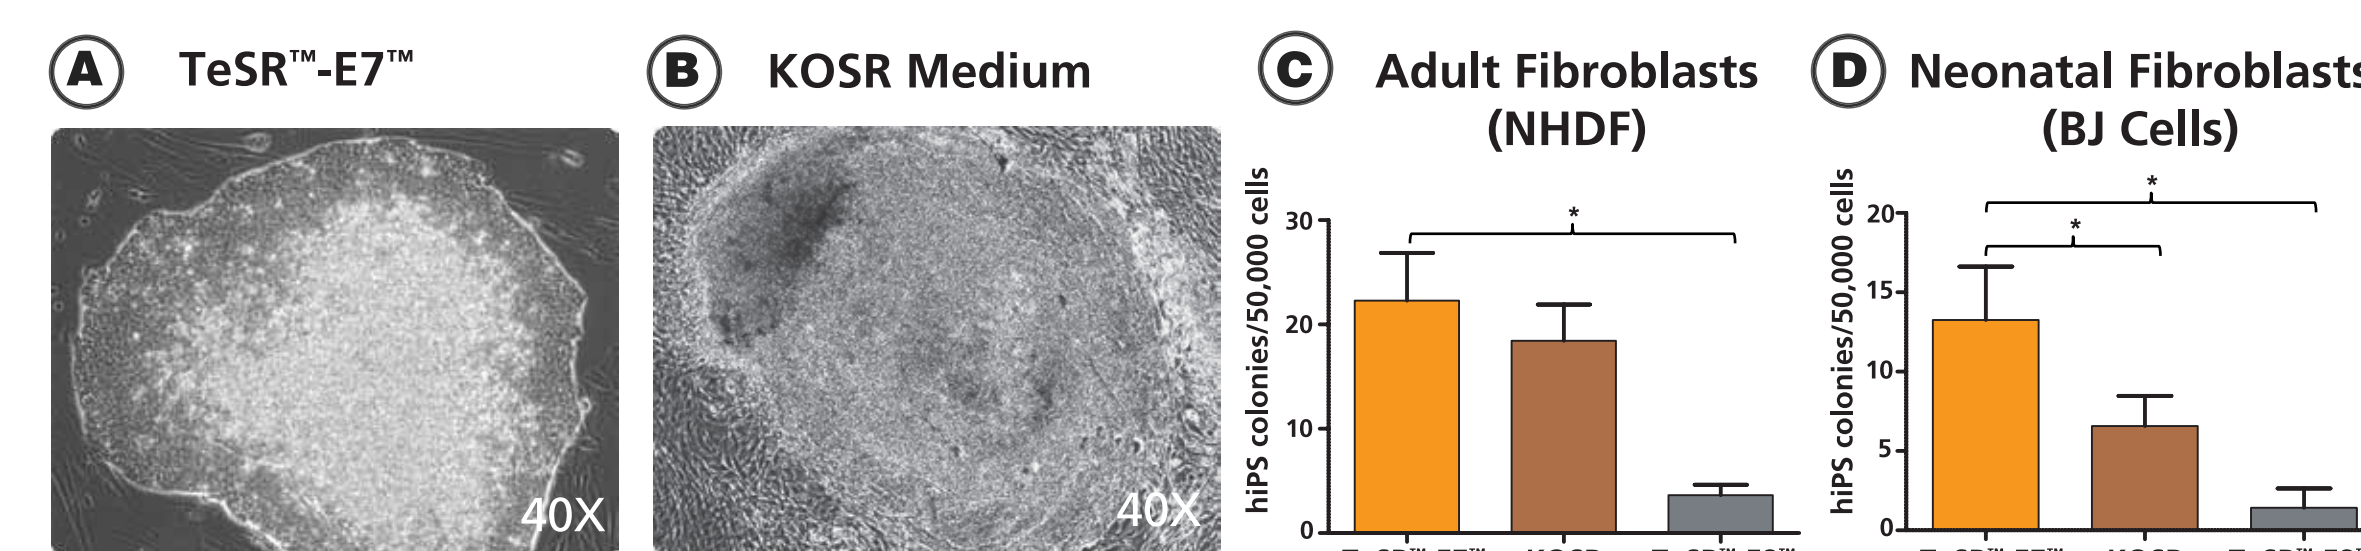 A TeSR™-E7™
B KOSR Medium
C Adult Fibroblasts
(NHDF)
D Neonatal Fibroblasts
(BJ Cells)
40X
40X
hiPS colonies/50,000 cells
30
20
10
0
*
hiPS colonies/50,000 cells
20
15
10
5
0
*
*